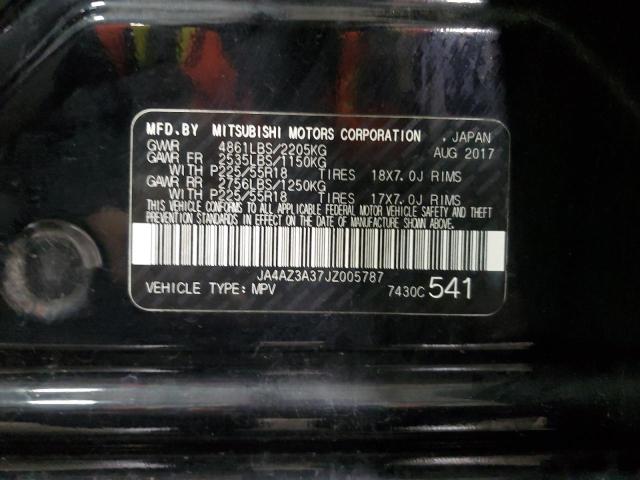 MFD.BY MITSUBISHI MOTORS CORPORATION , JAPAN
GVWR 4861LBS/2205KG AUG 2017
GAWR FR 2535LBS/1150KG
WITH P225/55R18 TIRES 18X7.0J RIMS
GAWR RR 2756LBS/1250KG
WITH P225/55R18 TIRES 17X7.0J RIMS
THIS VEHICLE CONFORMS TO ALL APPLICABLE FEDERAL MOTOR VEHICLE SAFETY AND THEFT
PREVENTION STANDARDS IN EFFECT ON THE DATE OF MANUFACTURE SHOWN ABOVE.
JA4AZ3A37JZ005787
VEHICLE TYPE: MPV 7430C 541